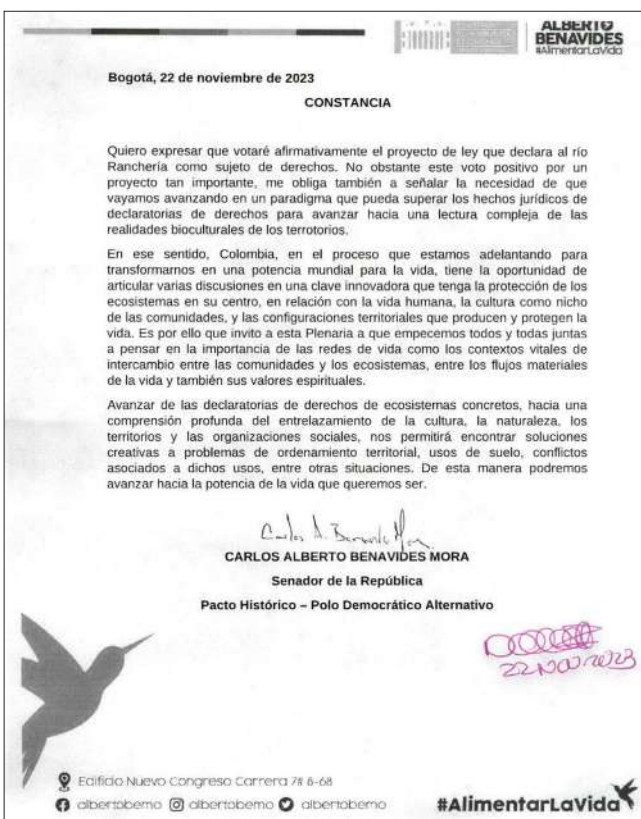 ALBERTO
BENAVIDES
#AlimentarLaVida
Bogotá, 22 de noviembre de 2023
CONSTANCIA
Quiero expresar que votaré afirmativamente el proyecto de ley que declara al río
Ranchería como sujeto de derechos. No obstante este voto positivo por un
proyecto tan importante, me obliga también a señalar la necesidad de que
vayamos avanzando en un paradigma que pueda superar los hechos jurídicos de
declaratorias de derechos para avanzar hacia una lectura compleja de las
realidades bioculturales de los terrotorios.
En ese sentido, Colombia, en el proceso que estamos adelantando para
transformarnos en una potencia mundial para la vida, tiene la oportunidad de
articular varias discusiones en una clave innovadora que tenga la protección de los
ecosistemas en su centro, en relación con la vida humana, la cultura como nicho
de las comunidades, y las configuraciones territoriales que producen y protegen la
vida. Es por ello que invito a esta Plenaria a que empecemos todos y todas juntas
a pensar en la importancia de las redes de vida como los contextos vitales de
intercambio entre las comunidades y los ecosistemas, entre los flujos materiales
de la vida y también sus valores espirituales.
Avanzar de las declaratorias de derechos de ecosistemas concretos, hacia una
comprensión profunda del entrelazamiento de la cultura, la naturaleza, los
territorios y las organizaciones sociales, nos permitirá encontrar soluciones
creativas a problemas de ordenamiento territorial, usos de suelo, conflictos
asociados a dichos usos, entre otras situaciones. De esta manera podremos
avanzar hacia la potencia de la vida que queremos ser.
CARLOS ALBERTO BENAVIDES MORA
Senador de la República
Pacto Histórico – Polo Democrático Alternativo
22 NOV 2023
Edificio Nuevo Congreso Carrera 7# 8-68
albertobemo albertobemo albertobemo
#AlimentarLaVida